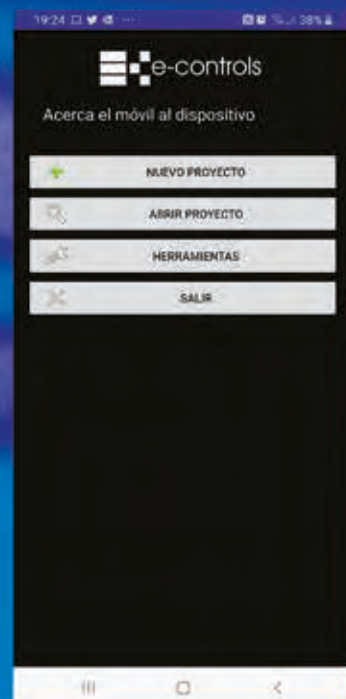 19:24
38%
e-controls
Acerca el móvil al dispositivo
NUEVO PROYECTO
ABRIR PROYECTO
HERRAMIENTAS
SALIR